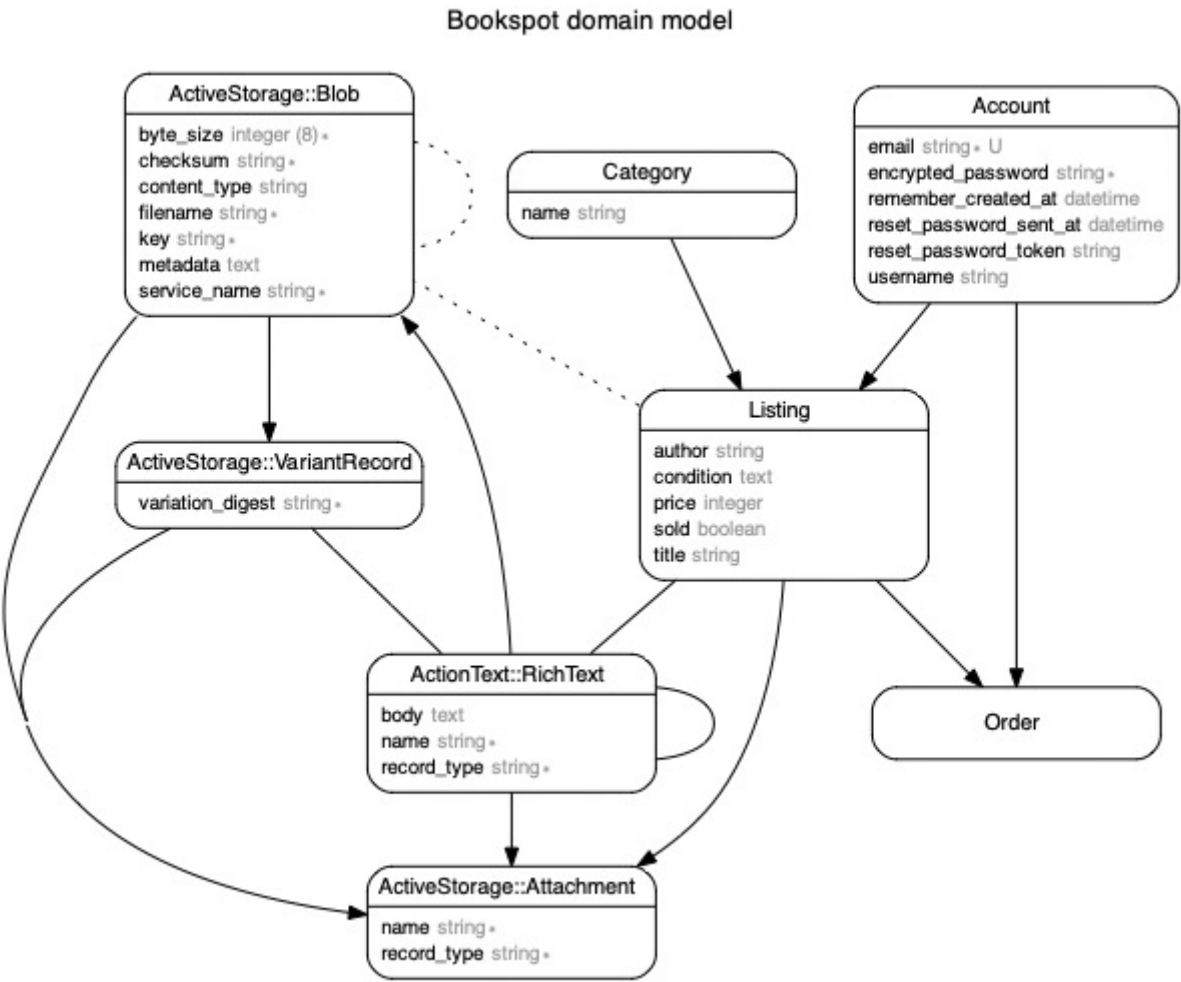 Bookspot domain model
ActiveStorage::Blob
byte_size integer (8) ∗
checksum string ∗
content_type string
filename string ∗
key string ∗
metadata text
service_name string ∗
Category
name string
Account
email string ∗ U
encrypted_password string ∗
remember_created_at datetime
reset_password_sent_at datetime
reset_password_token string
username string
Listing
author string
condition text
price integer
sold boolean
title string
ActiveStorage::VariantRecord
variation_digest string ∗
ActionText::RichText
body text
name string ∗
record_type string ∗
Order
ActiveStorage::Attachment
name string ∗
record_type string ∗